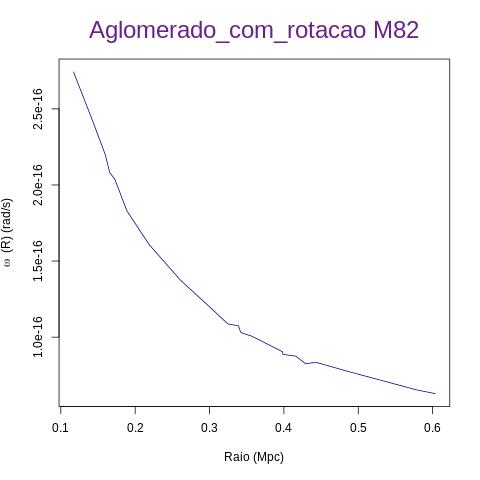 Aglomerado_com_rotacao M82
ω (R) (rad/s)
2.5e-16
2.0e-16
1.5e-16
1.0e-16
0.1 0.2 0.3 0.4 0.5 0.6
Raio (Mpc)